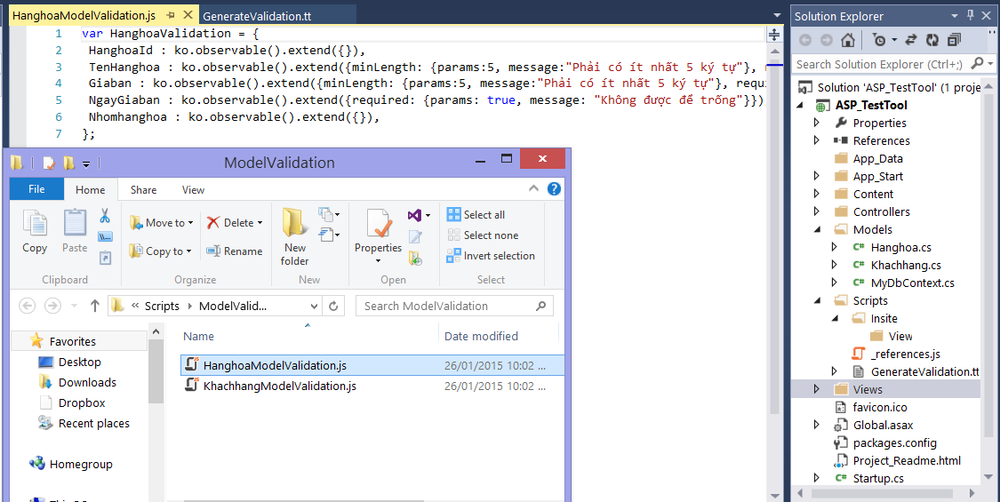 HanghoaModelValidation.js
GenerateValidation.tt
1 var HanghoaValidation = {
2 HanghoaId : ko.observable().extend({}),
3 TenHanghoa : ko.observable().extend({minLength: {params:5, message:"Phải có ít nhất 5 ký tự"},
4 Giaban : ko.observable().extend({minLength: {params:5, message:"Phải có ít nhất 5 ký tự"}, requi
5 NgayGiaban : ko.observable().extend({required: {params: true, message: "Không được để trống"}})
6 Nhomhanghoa : ko.observable().extend({}),
7 };
ModelValidation
File Home Share View
Copy
Paste
Move to
Copy to
Delete
Rename
New folder
Properties
Select all
Select none
Invert selection
Clipboard
Organize
New
Open
Select
« Scripts ModelValid...
Search ModelValidation
Favorites
Desktop
Downloads
Dropbox
Recent places
Homegroup
Name Date modified
HanghoaModelValidation.js 26/01/2015 10:02 ...
KhachhangModelValidation.js 26/01/2015 10:02 ...
Solution Explorer
Search Solution Explorer (Ctrl+;)
Solution 'ASP_TestTool' (1 proje
ASP_TestTool
Properties
References
App_Data
App_Start
Content
Controllers
Models
C# Hanghoa.cs
C# Khachhang.cs
C# MyDbContext.cs
Scripts
Insite
View
_references.js
GenerateValidation.tt
Views
favicon.ico
Global.asax
packages.config
Project_Readme.html
C# Startup.cs